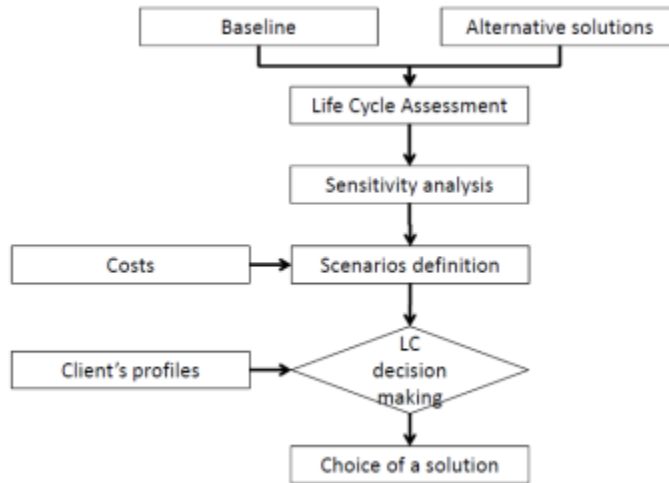 Baseline
Alternative solutions
Life Cycle Assessment
Sensitivity analysis
Costs
Scenarios definition
Client's profiles
LC
decision
making
Choice of a solution